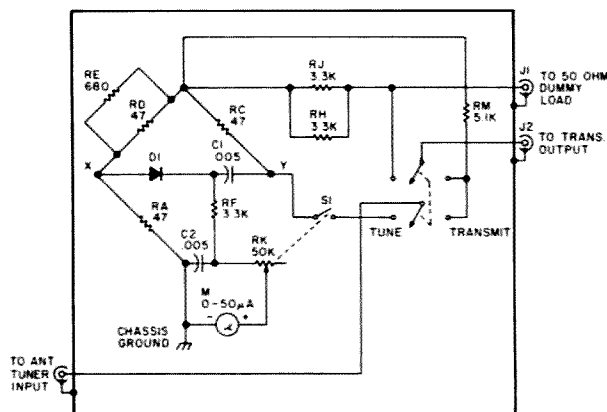 RE
680
RD
47
RC
47
RJ
3.3K
RH
3.3K
J1
TO 50 OHM
DUMMY
LOAD
RM
5.1K
J2
TO TRANS.
OUTPUT
X
D1
C1
.005
Y
RA
47
RF
3.3K
S1
C2
.005
RK
50K
TUNE
TRANSMIT
M
0-50μA
-
+
CHASSIS
GROUND
TO ANT
TUNER
INPUT